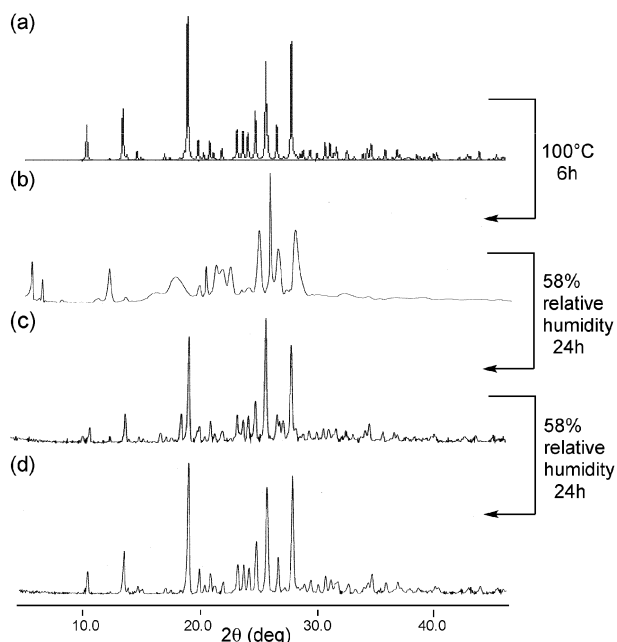 (a)
100°C
6h
(b)
58%
relative
humidity
24h
(c)
58%
relative
humidity
24h
(d)
10.0 20.0 30.0 40.0
2θ (deg)